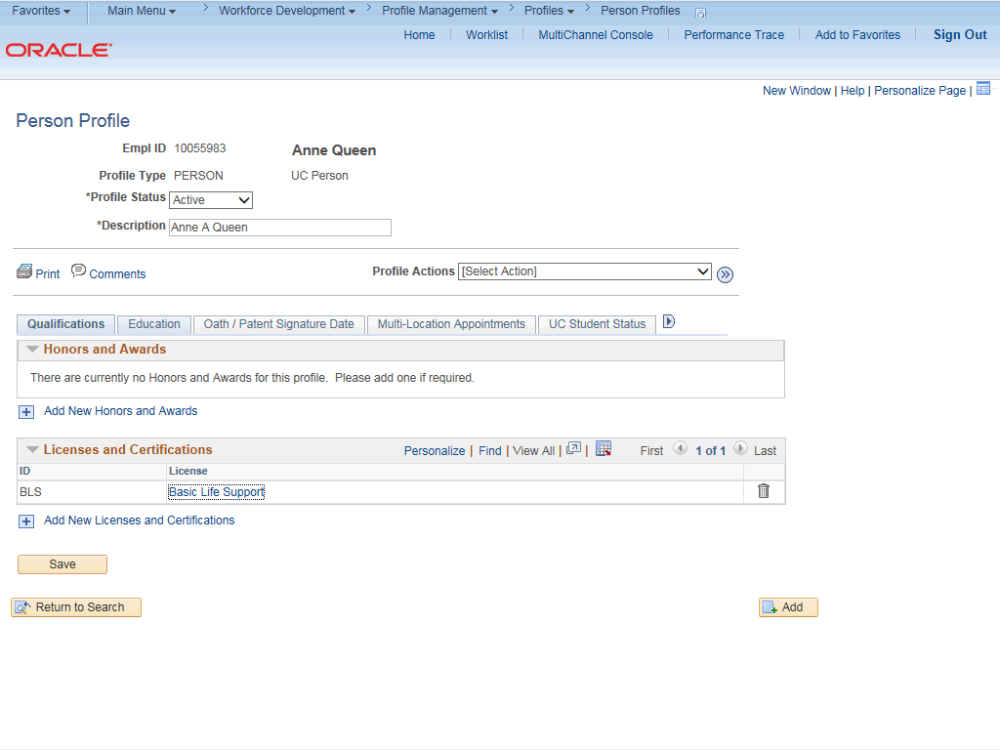 Favorites Main Menu > Workforce Development > Profile Management > Profiles > Person Profiles
Home Worklist MultiChannel Console Performance Trace Add to Favorites Sign Out
ORACLE
New Window | Help | Personalize Page |
Person Profile
Empl ID 10055983 Anne Queen
Profile Type PERSON UC Person
*Profile Status Active
*Description Anne A Queen
Print Comments Profile Actions [Select Action]
Qualifications Education Oath / Patent Signature Date Multi-Location Appointments UC Student Status
Honors and Awards
There are currently no Honors and Awards for this profile. Please add one if required.
Add New Honors and Awards
Licenses and Certifications Personalize | Find | View All | | First 1 of 1 Last
ID License
BLS Basic Life Support
Add New Licenses and Certifications
Save
Return to Search Add